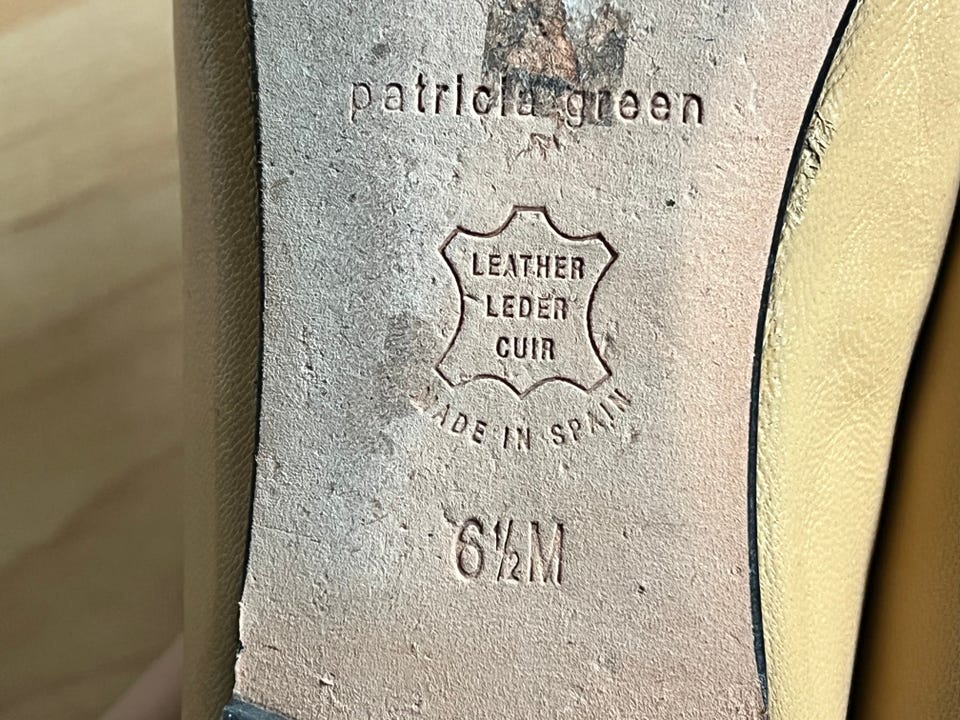 patricia green
LEATHER
LEDER
CUIR
MADE IN SPAIN
6½M